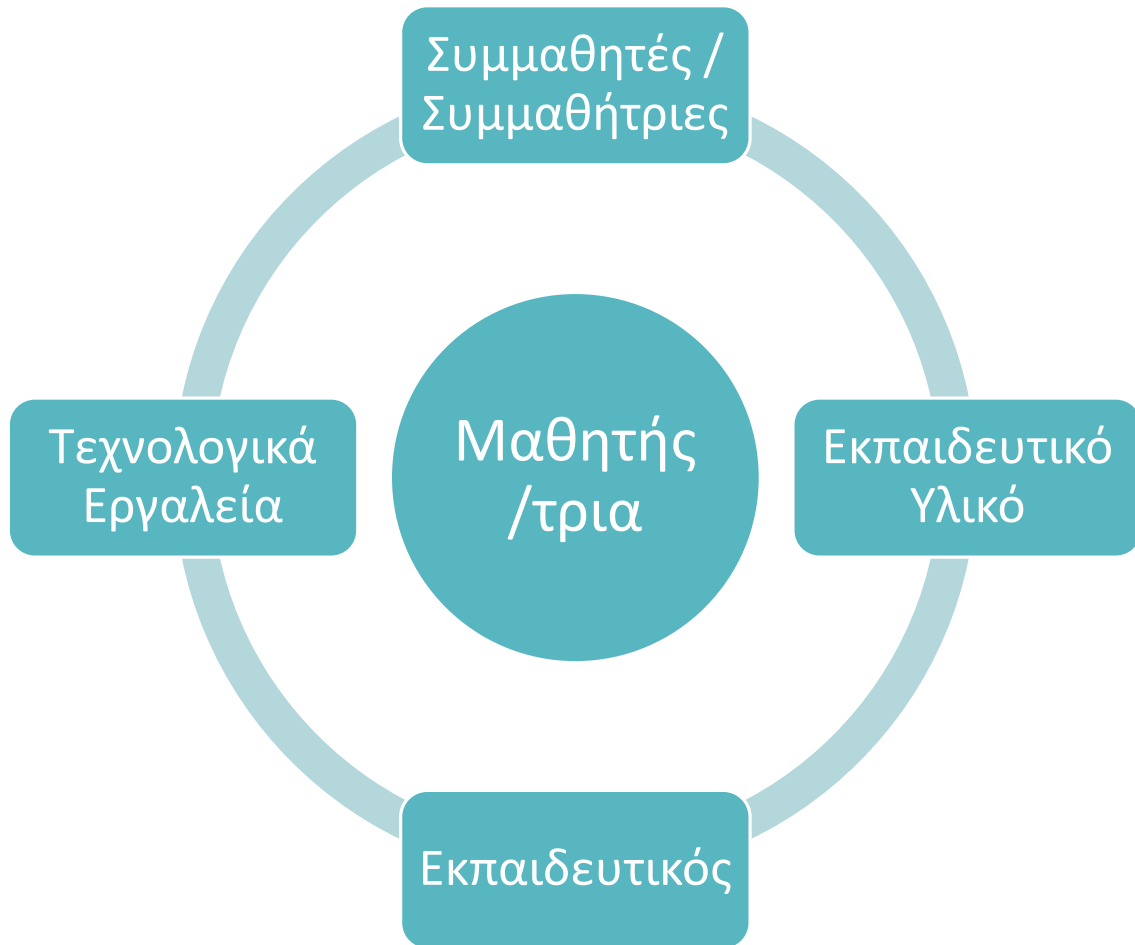 Συμμαθητές /
Συμμαθήτριες
Τεχνολογικά
Εργαλεία
Μαθητής
/τρια
Εκπαιδευτικό
Υλικό
Εκπαιδευτικός